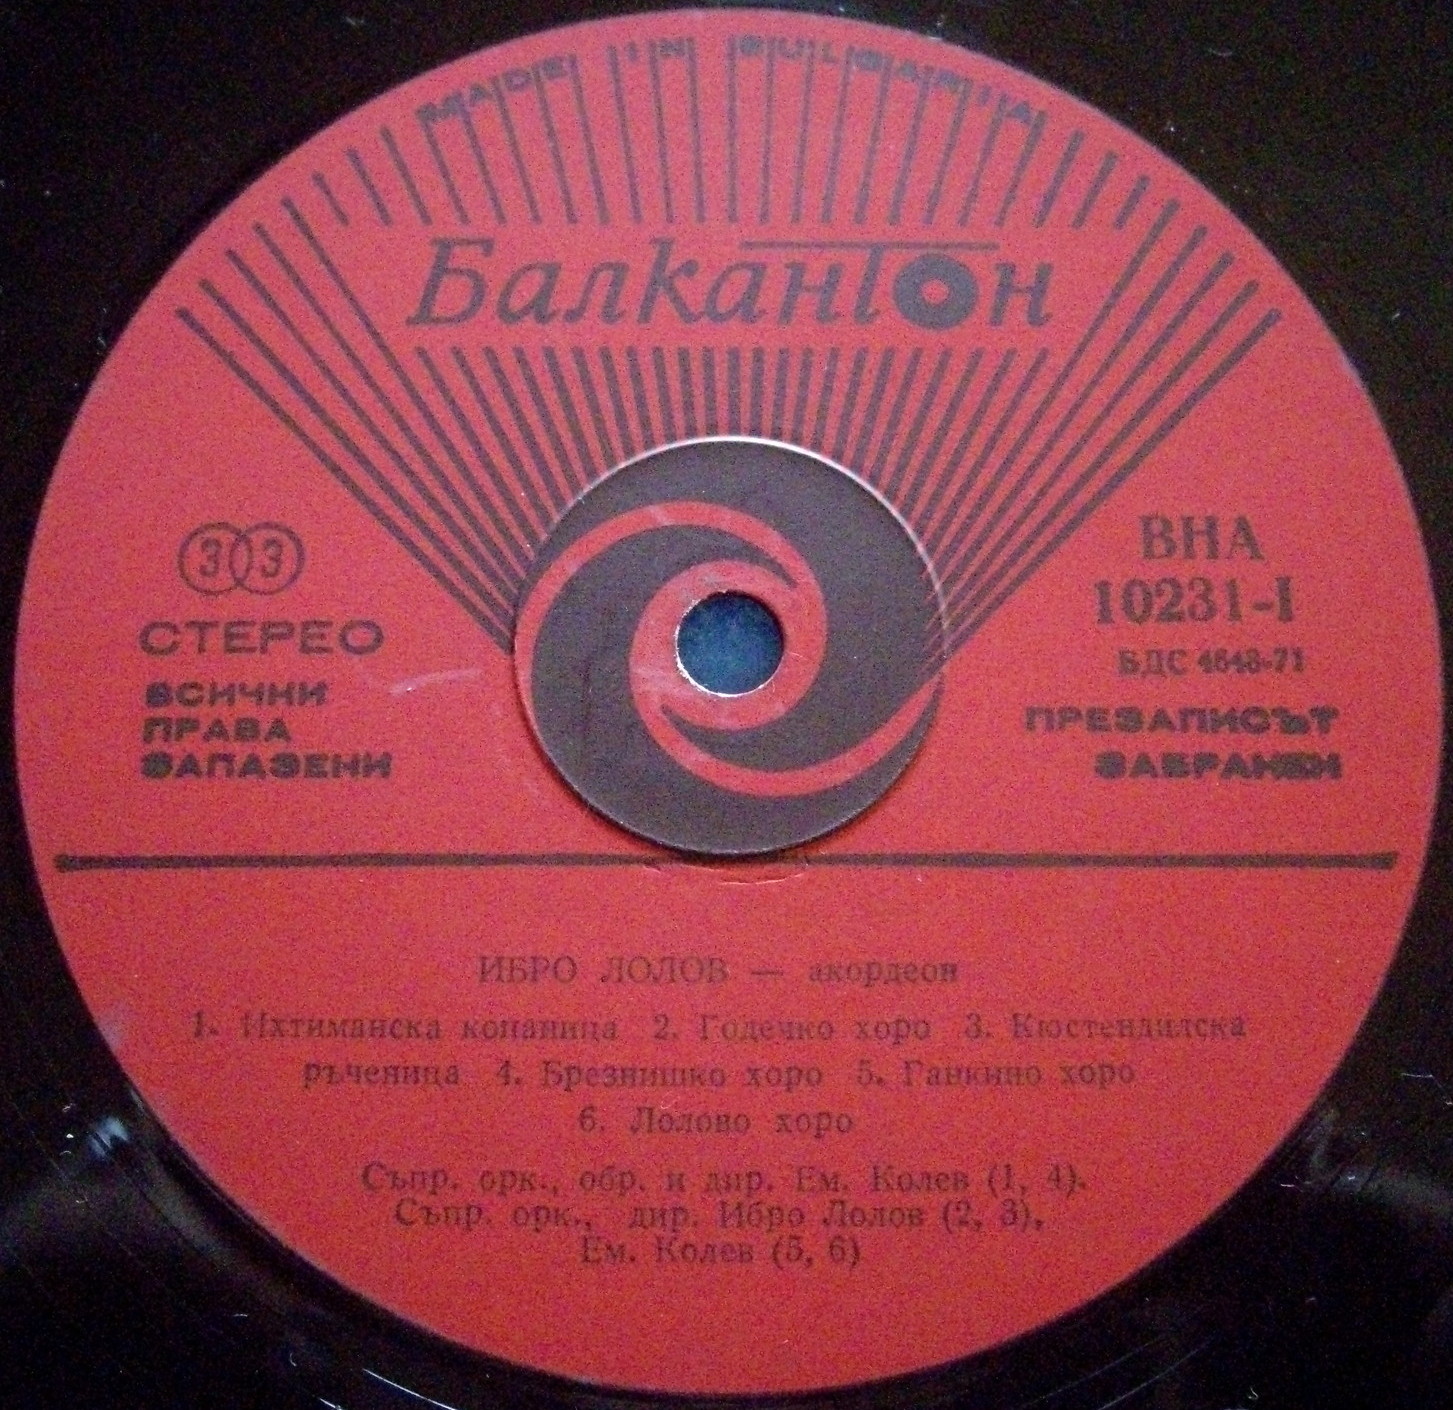 MADE IN BULGARIA
Балкантон
33
СТЕРЕО
ВСИЧКИ
ПРАВА
ЗАПАЗЕНИ
ВНА
10231-I
БДС 4648-71
ПРЕЗАПИСЪТ
ЗАБРАНЕН
ИБРО ЛОЛОВ — акордеон
1. Ихтиманска копаница 2. Годечко хоро 3. Кюстендилска
ръченица 4. Брезнишко хоро 5. Ганкино хоро
6. Лолово хоро
Съпр. орк., обр. и дир. Ем. Колев (1, 4).
Съпр. орк., дир. Ибро Лолов (2, 3),
Ем. Колев (5, 6)